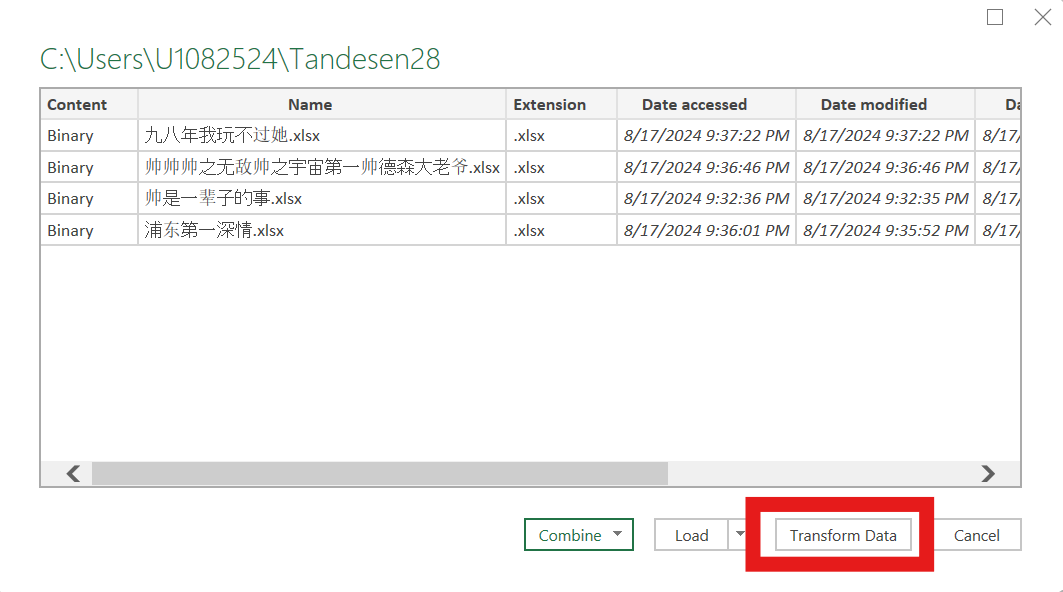 C:\Users\U1082524\Tandesen28
Content Name Extension Date accessed Date modified Da
Binary 九八年我玩不过她.xlsx .xlsx 8/17/2024 9:37:22 PM 8/17/2024 9:37:22 PM 8/17/
Binary 帅帅帅之无敌帅之宇宙第一帅德森大老爷.xlsx .xlsx 8/17/2024 9:36:46 PM 8/17/2024 9:36:46 PM 8/17/
Binary 帅是一辈子的事.xlsx .xlsx 8/17/2024 9:32:36 PM 8/17/2024 9:32:35 PM 8/17/
Binary 浦东第一深情.xlsx .xlsx 8/17/2024 9:36:01 PM 8/17/2024 9:35:52 PM 8/17/
Combine Load Transform Data Cancel